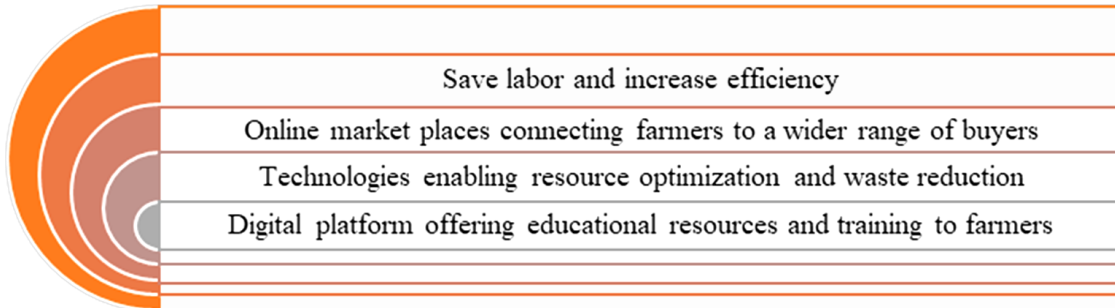 Save labor and increase efficiency
Online market places connecting farmers to a wider range of buyers
Technologies enabling resource optimization and waste reduction
Digital platform offering educational resources and training to farmers